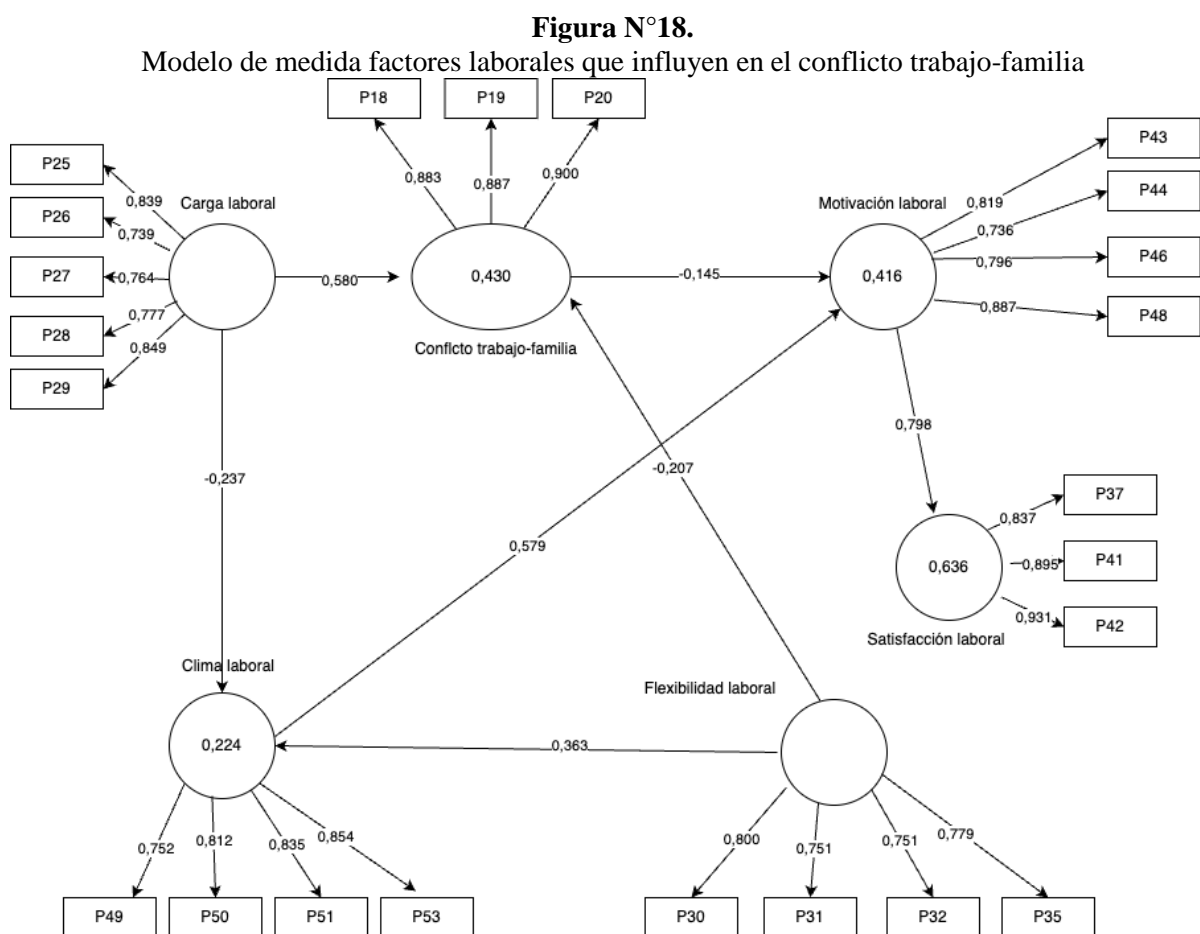 Figura N°18.
Modelo de medida factores laborales que influyen en el conflicto trabajo-familia
P18
P19
P20
P25
P26
P27
P28
P29
0,839
0,739
0,764
0,777
0,849
Carga laboral
0,883
0,887
0,900
0,580
0,430
Conflcto trabajo-familia
-0,145
Motivación laboral
0,416
0,819
0,736
0,796
0,887
P43
P44
P46
P48
0,798
-0,237
-0,207
0,579
0,636
Satisfacción laboral
0,837
0,895
0,931
P37
P41
P42
Clima laboral
0,224
0,363
Flexibilidad laboral
0,752
0,812
0,835
0,854
P49
P50
P51
P53
0,800
0,751
0,751
0,779
P30
P31
P32
P35